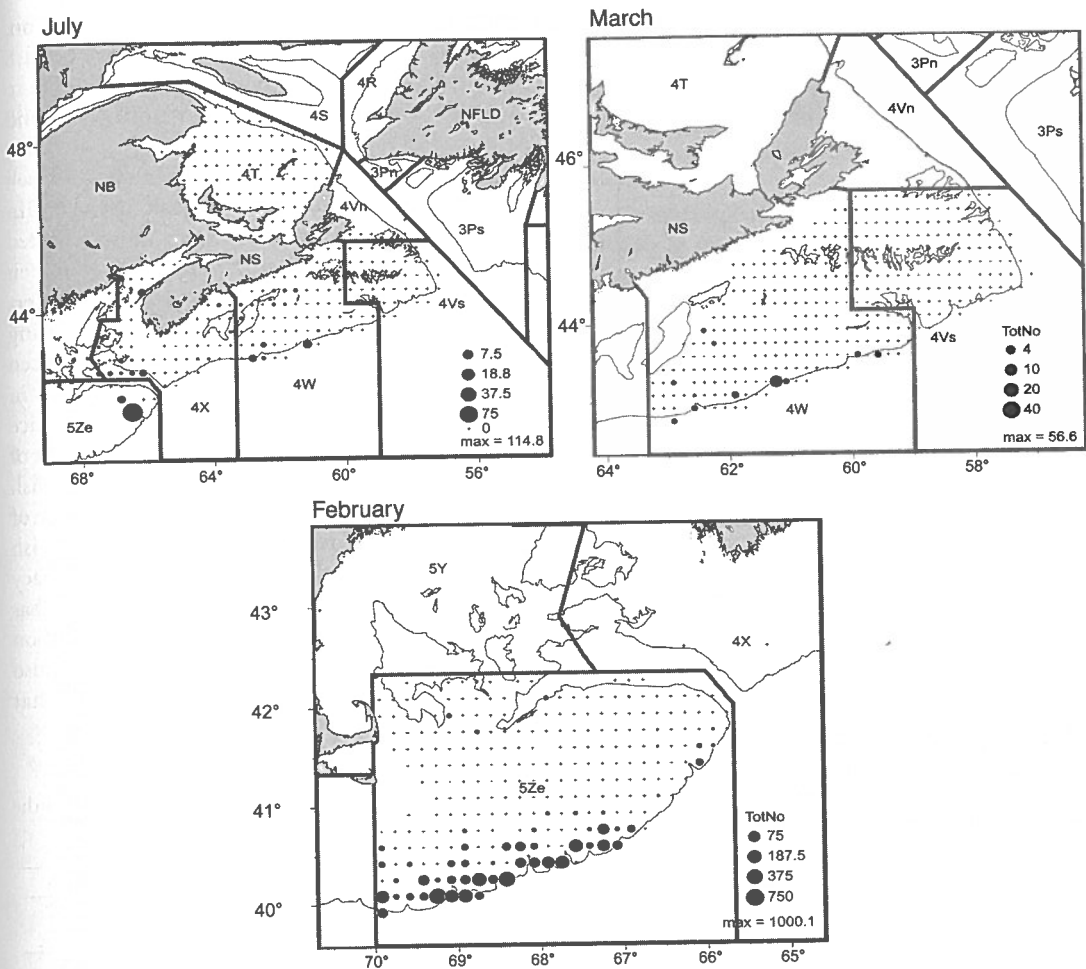 July
4R
4S
NFLD
48°
NB
4T
3Pn
4Vn
3Ps
NS
44°
4Vs
7.5
18.8
4W
37.5
4X
75
5Ze
0
max = 114.8
68°
64°
60°
56°
March
3Pn
4T
4Vn
3Ps
46°
NS
44°
4Vs
TotNo
4
10
4W
20
40
max = 56.6
64°
62°
60°
58°
February
5Y
43°
4X
42°
5Ze
41°
TotNo
75
187.5
375
40°
750
max = 1000.1
70°
69°
68°
67°
66°
65°